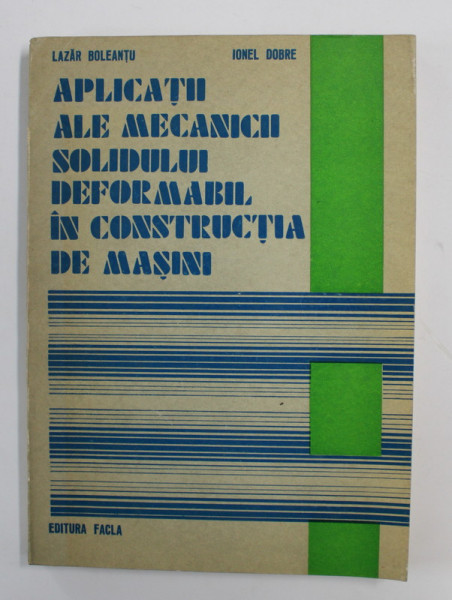 LAZĂR BOLEANȚU IONEL DOBRE
APLICAȚII
ALE MECANICII
SOLIDULUI
DEFORMABIL
ÎN CONSTRUCȚIA
DE MAȘINI
EDITURA FACLA